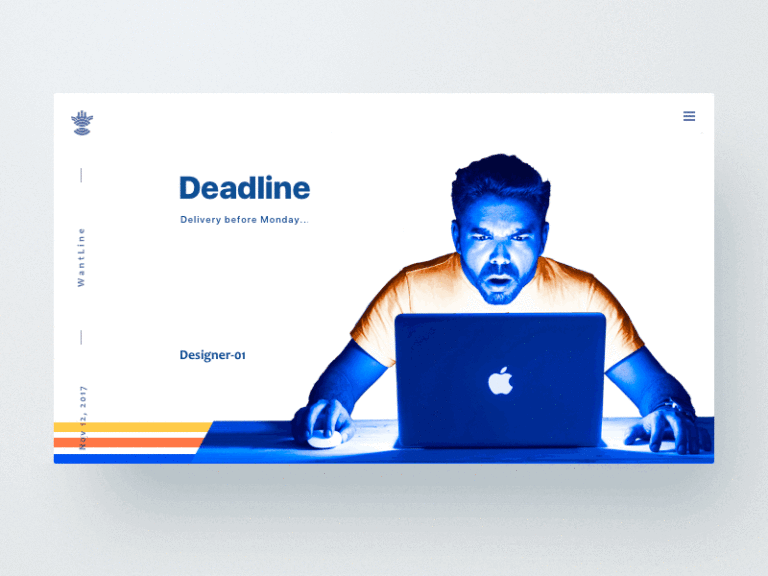 Deadline
Delivery before Monday...
WantLine
Designer-01
Nov 12, 2017